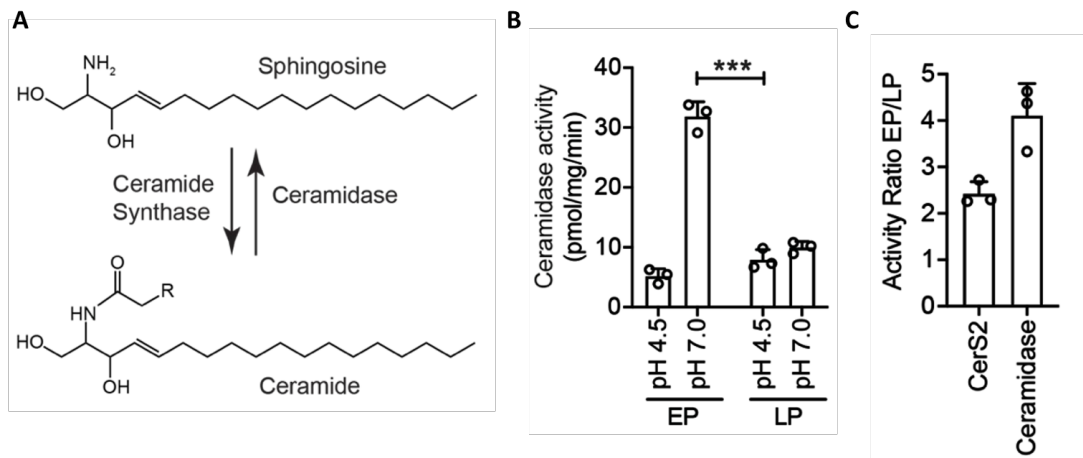 A
NH2
Sphingosine
HO
OH
Ceramide
Synthase
Ceramidase
O
R
HN
HO
OH
Ceramide
B
Ceramidase activity
(pmol/mg/min)
40
30
20
10
0
***
pH 4.5
pH 7.0
pH 4.5
pH 7.0
EP
LP
C
Activity Ratio EP/LP
5
4
3
2
1
0
CerS2
Ceramidase